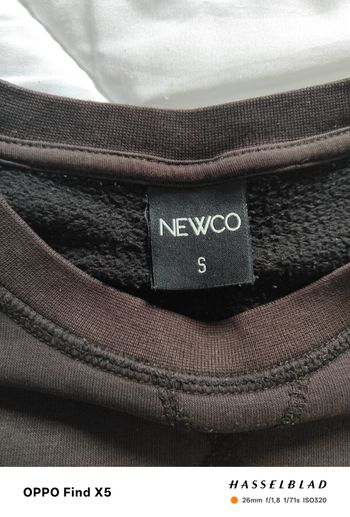 NEWCO
S
OPPO Find X5
HASSELBLAD
26mm f/1,8 1/71s ISO320